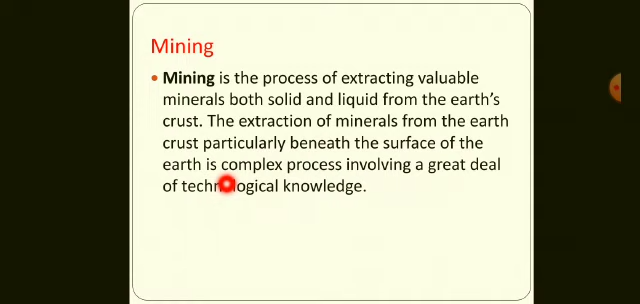 Mining
• Mining is the process of extracting valuable
minerals both solid and liquid from the earth's
crust. The extraction of minerals from the earth
crust particularly beneath the surface of the
earth is complex process involving a great deal
of technological knowledge.